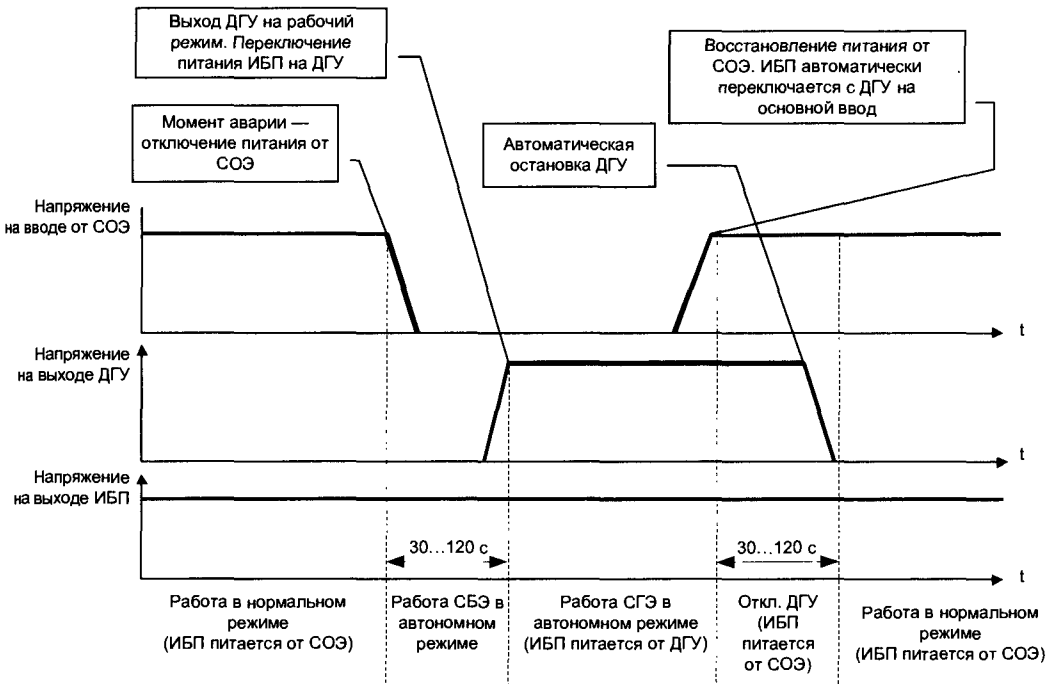 Выход ДГУ на рабочий
режим. Переключение
питания ИБП на ДГУ
Восстановление питания от
СОЭ. ИБП автоматически
переключается с ДГУ на
основной ввод
Момент аварии —
отключение питания от
СОЭ
Автоматическая
остановка ДГУ
Напряжение
на вводе от СОЭ
t
Напряжение
на выходе ДГУ
t
Напряжение
на выходе ИБП
30...120 с
30...120 с
t
Работа в нормальном
режиме
(ИБП питается от СОЭ)
Работа СБЭ в
автономном
режиме
Работа СГЭ в
автономном режиме
(ИБП питается от ДГУ)
Откл. ДГУ
(ИБП
питается
от СОЭ)
Работа в нормальном
режиме
(ИБП питается от СОЭ)